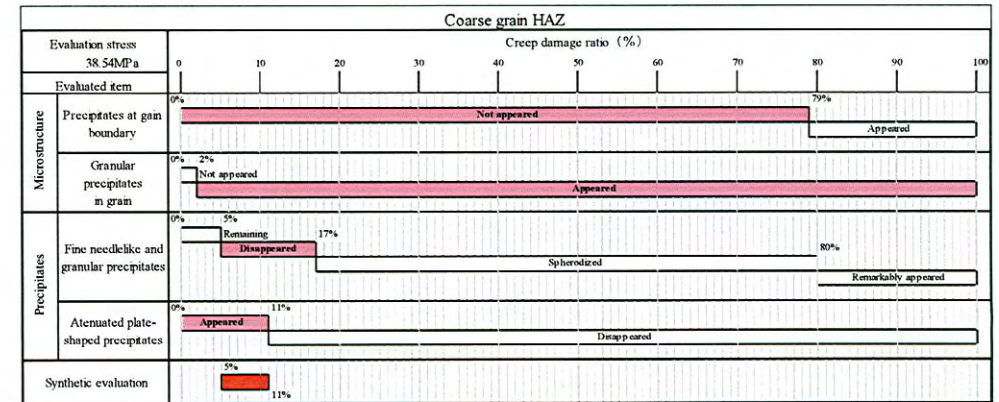 Coarse grain HAZ
Evaluation stress
38.54MPa
Creep damage ratio (%)
0 10 20 30 40 50 60 70 80 90 100
Evaluated item
Microstructure
Precipitates at gain
boundary
0%
79%
Not appeared
Appeared
Granular
precipitates
in grain
0% 2%
Not appeared
Appeared
Precipitates
Fine needlelike and
granular precipitates
0% 5%
Remaining
17%
Disappeared
80%
Spherodized
Remarkably appeared
Atenuated plate-
shaped precipitates
0% 11%
Appeared
Disappeared
Synthetic evaluation
5%
11%